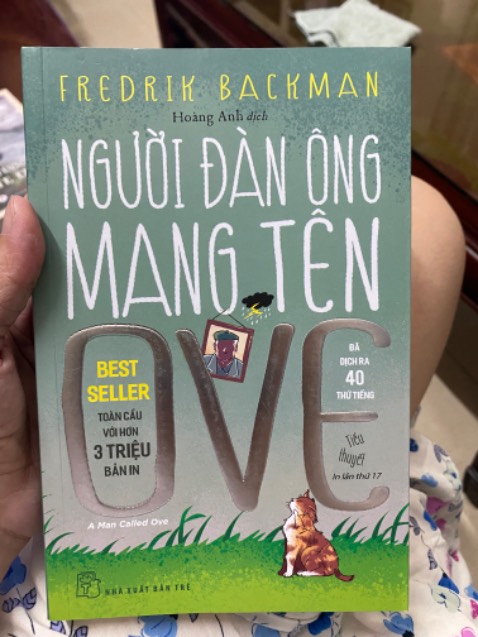 FREDRIK BACKMAN
Hoàng Anh dịch
NGƯỜI ĐÀN ÔNG
MANG TÊN
OVE
BEST
SELLER
TOÀN CẦU
VỚI HƠN
3 TRIỆU
BẢN IN
ĐÃ
DỊCH RA
40
THỨ TIẾNG
Tiểu
thuyết
In lần thứ 17
A Man Called Ove
NHÀ XUẤT BẢN TRẺ